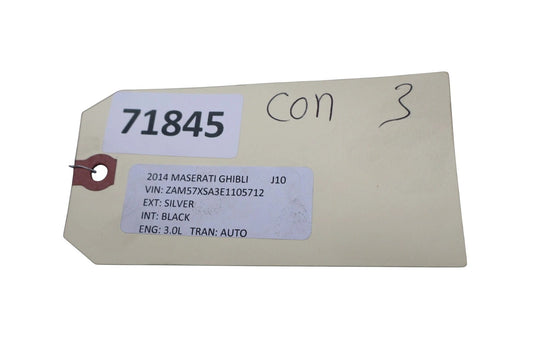 71845
con 3
2014 MASERATI GHIBLI J10
VIN: ZAM57XSA3E1105712
EXT: SILVER
INT: BLACK
ENG: 3.0L TRAN: AUTO